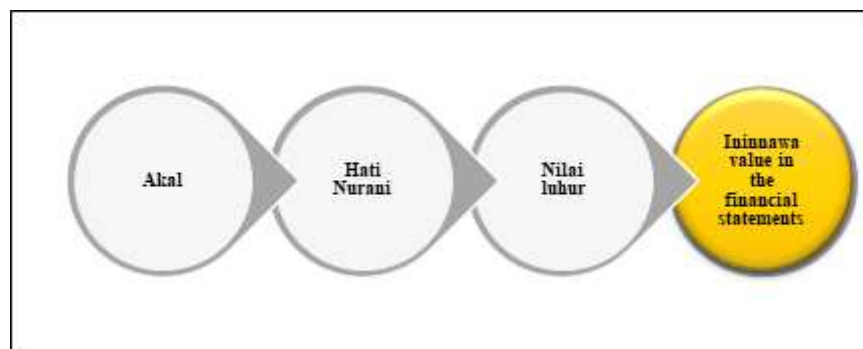 Akal
Hati
Nurani
Nilai
luhur
Ininnawa
value in
the
financial
statements